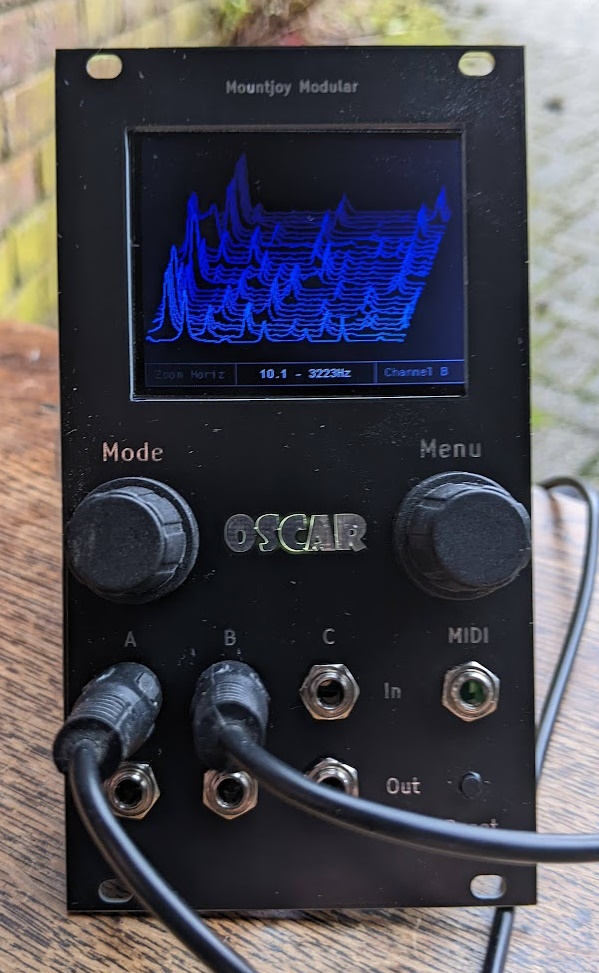 Mountjoy Modular
Zoom Horiz 10.1 - 3223Hz Channel B
Mode Menu
OSCAR
A B C MIDI
In
Out